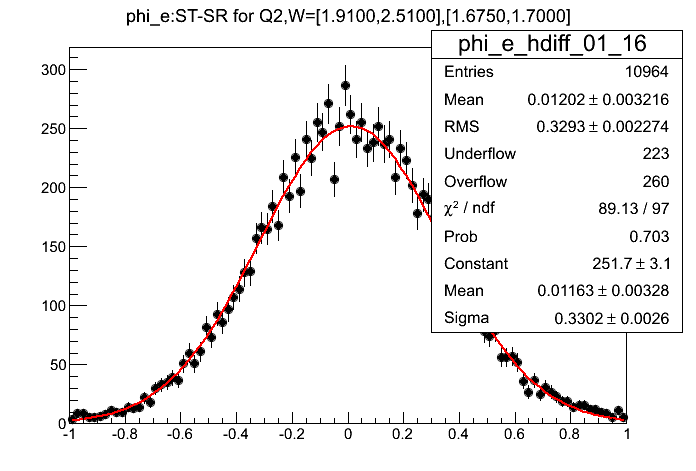 phi_e:ST-SR for Q2,W=[1.9100,2.5100],[1.6750,1.7000]
phi_e_hdiff_01_16
Entries 10964
Mean 0.01202 ± 0.003216
RMS 0.3293 ± 0.002274
Underflow 223
Overflow 260
χ² / ndf 89.13 / 97
Prob 0.703
Constant 251.7 ± 3.1
Mean 0.01163 ± 0.00328
Sigma 0.3302 ± 0.0026
300
250
200
150
100
50
0
-1 -0.8 -0.6 -0.4 -0.2 0 0.2 0.4 0.6 0.8 1